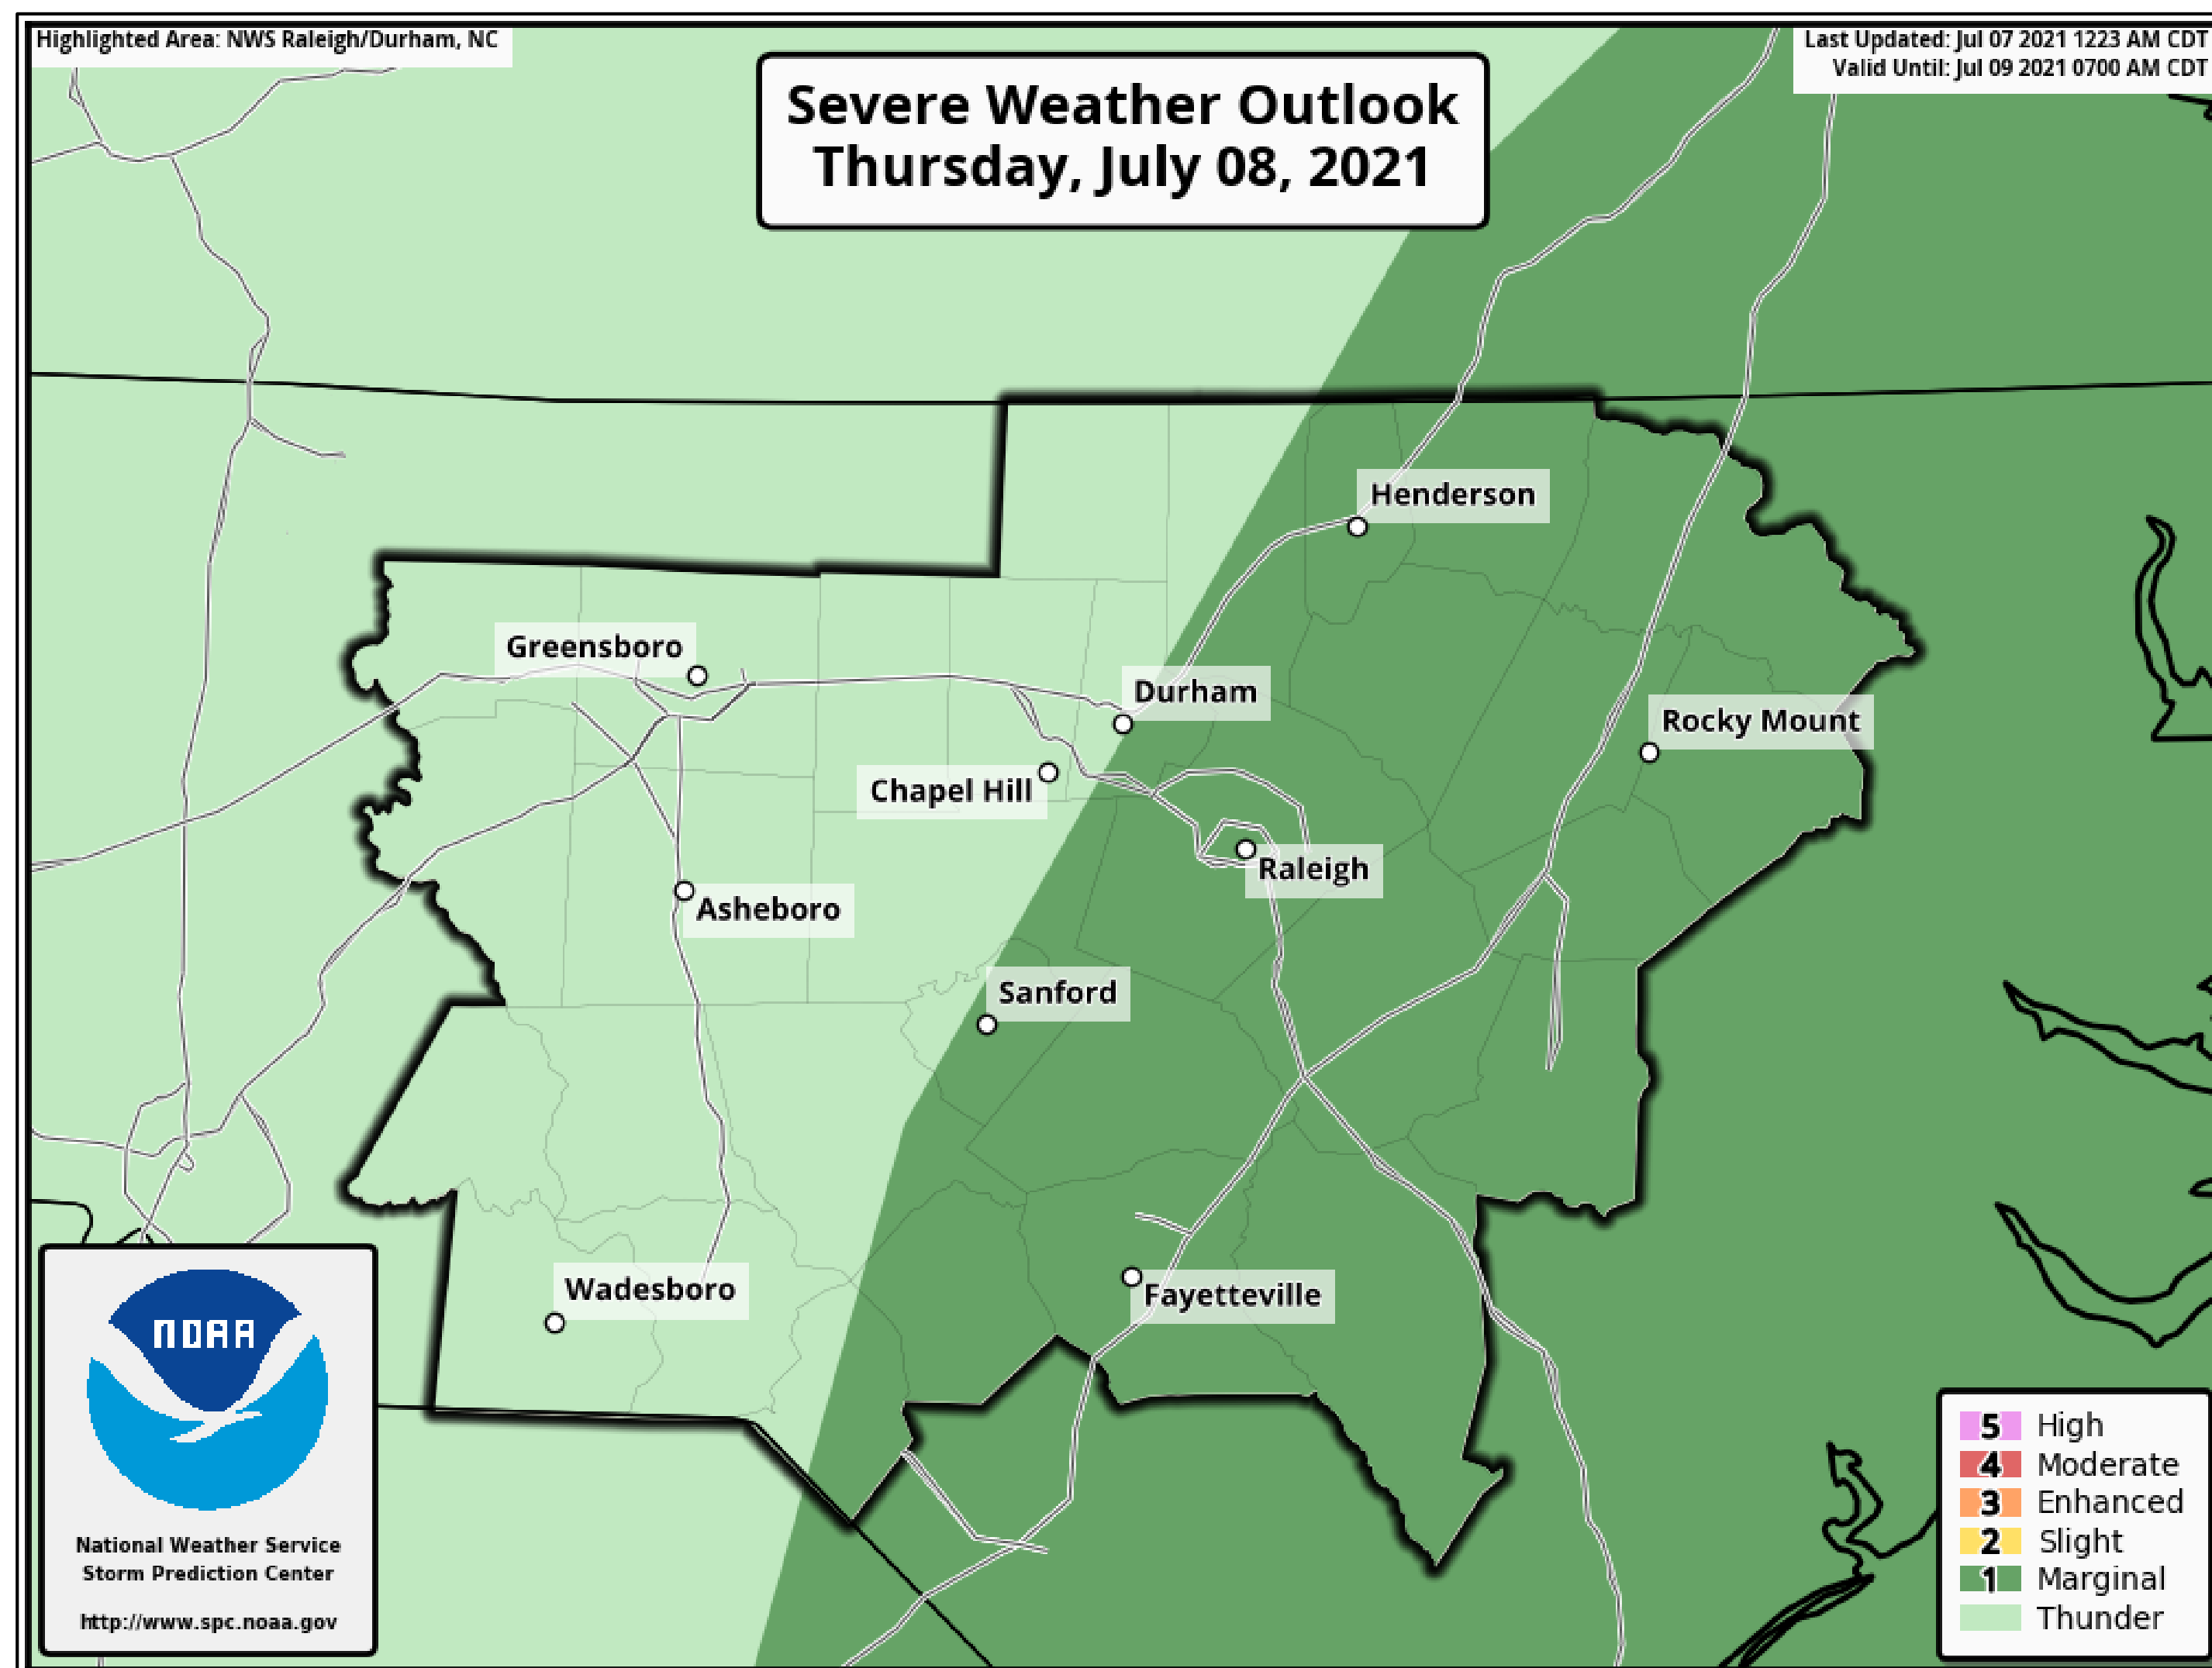 Highlighted Area: NWS Raleigh/Durham, NC
Last Updated: Jul 07 2021 1223 AM CDT
Valid Until: Jul 09 2021 0700 AM CDT
Severe Weather Outlook
Thursday, July 08, 2021
Henderson
Greensboro
Durham
Rocky Mount
Chapel Hill
Raleigh
Asheboro
Sanford
Wadesboro
Fayetteville
NOAA
National Weather Service
Storm Prediction Center
http://www.spc.noaa.gov
5 High
4 Moderate
3 Enhanced
2 Slight
1 Marginal
Thunder